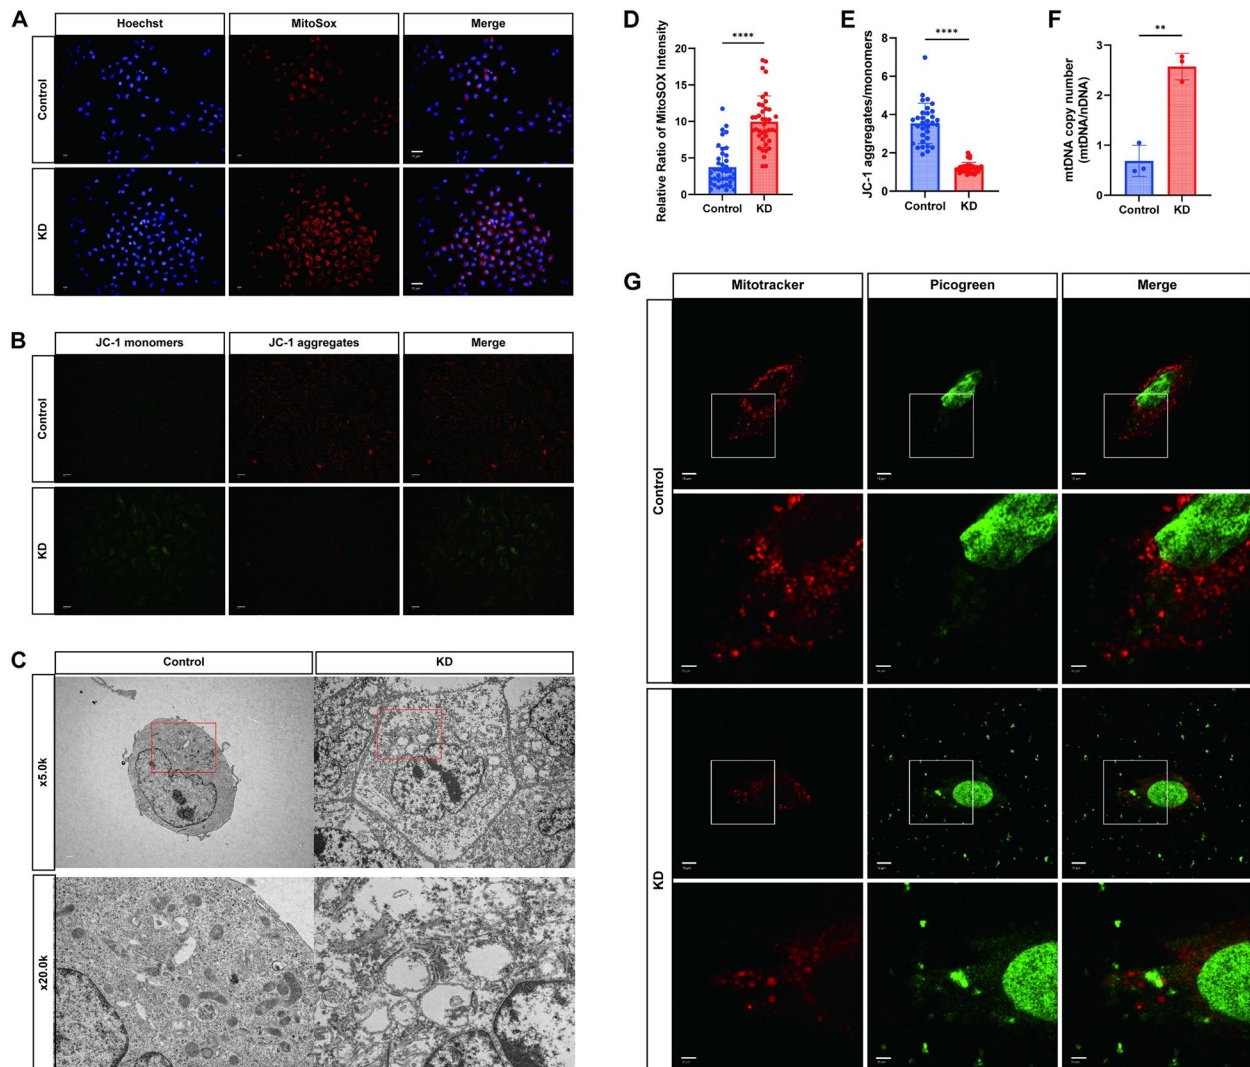 A
Hoechst
MitoSox
Merge
Control
KD
B
JC-1 monomers
JC-1 aggregates
Merge
Control
KD
C
Control
KD
x5.0k
x20.0k
D
Relative Ratio of MitoSOX Intensity
20
15
10
5
0
****
Control
KD
E
JC-1 aggregates/monomers
8
6
4
2
0
****
Control
KD
F
mtDNA copy number
(mtDNA/nDNA)
3
2
1
0
**
Control
KD
G
Mitotracker
Picogreen
Merge
Control
KD